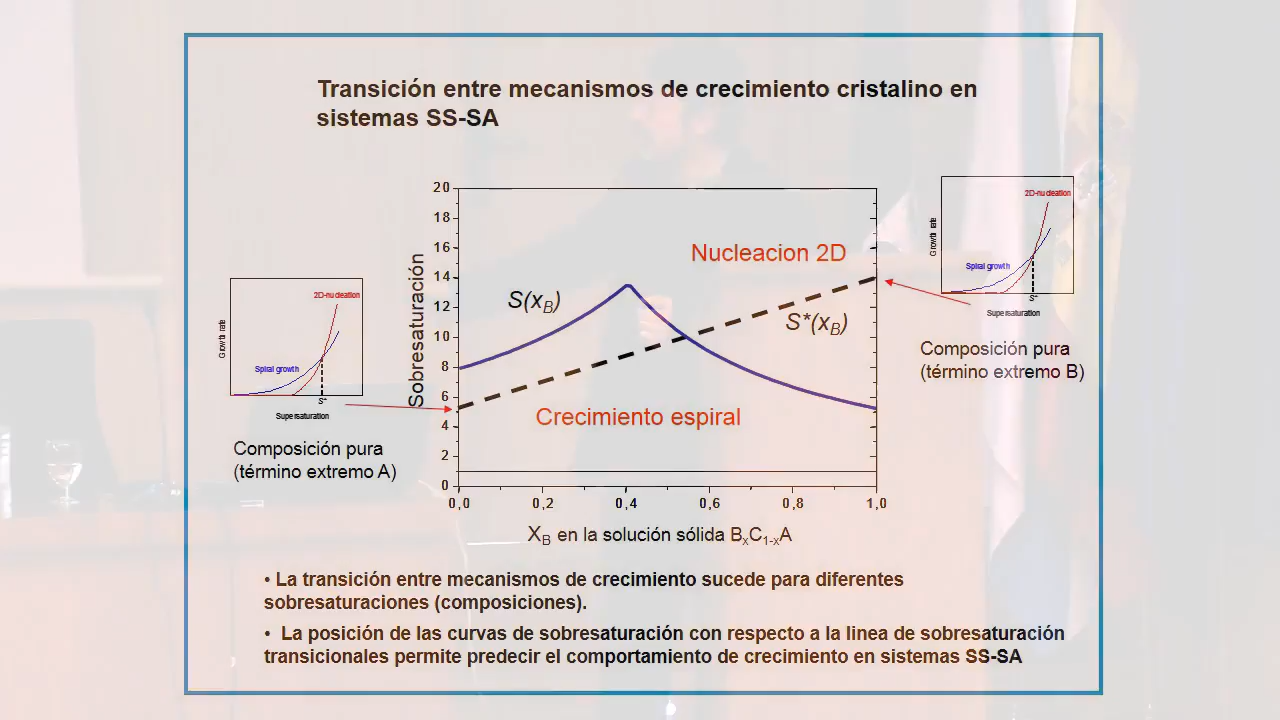 Transición entre mecanismos de crecimiento cristalino en
sistemas SS-SA
20
18
16
14
12
10
8
6
4
2
0
Sobresaturación
0,0
0,2
0,4
0,6
0,8
1,0
X_B en la solución sólida B_xC_{1-x}A
S(x_B)
Nucleacion 2D
S*(x_B)
Crecimiento espiral
2D-nucleation
Spiral growth
Growth rate
S*
Supersaturation
Composición pura
(término extremo A)
2D-nucleation
Spiral growth
Growth rate
S*
Supersaturation
Composición pura
(término extremo B)
• La transición entre mecanismos de crecimiento sucede para diferentes
sobresaturaciones (composiciones).
• La posición de las curvas de sobresaturación con respecto a la linea de sobresaturación
transicionales permite predecir el comportamiento de crecimiento en sistemas SS-SA